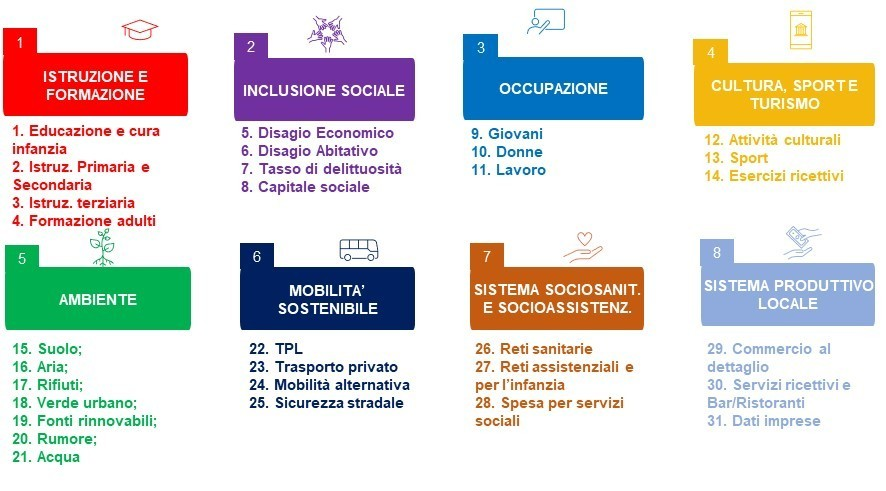 1
ISTRUZIONE E
FORMAZIONE
1. Educazione e cura
infanzia
2. Istruz. Primaria e
Secondaria
3. Istruz. terziaria
4. Formazione adulti
2
INCLUSIONE SOCIALE
5. Disagio Economico
6. Disagio Abitativo
7. Tasso di delittuosità
8. Capitale sociale
3
OCCUPAZIONE
9. Giovani
10. Donne
11. Lavoro
4
CULTURA, SPORT E
TURISMO
12. Attività culturali
13. Sport
14. Esercizi ricettivi
5
AMBIENTE
15. Suolo;
16. Aria;
17. Rifiuti;
18. Verde urbano;
19. Fonti rinnovabili;
20. Rumore;
21. Acqua
6
MOBILITA’
SOSTENIBILE
22. TPL
23. Trasporto privato
24. Mobilità alternativa
25. Sicurezza stradale
7
SISTEMA SOCIOSANIT.
E SOCIOASSISTENZ.
26. Reti sanitarie
27. Reti assistenziali e
per l’infanzia
28. Spesa per servizi
sociali
8
SISTEMA PRODUTTIVO
LOCALE
29. Commercio al
dettaglio
30. Servizi ricettivi e
Bar/Ristoranti
31. Dati imprese